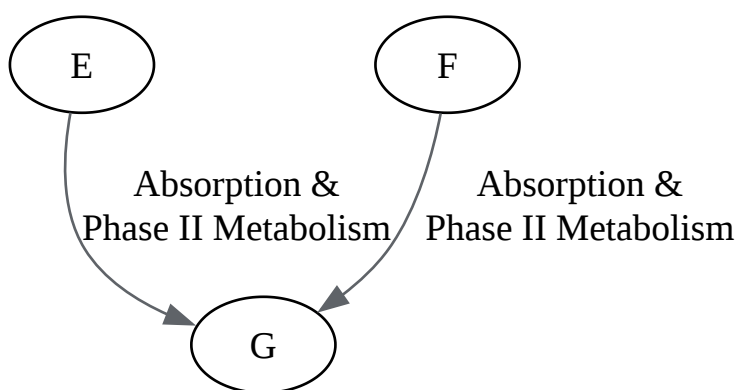 E
F
Absorption &
Phase II Metabolism
Absorption &
Phase II Metabolism
G